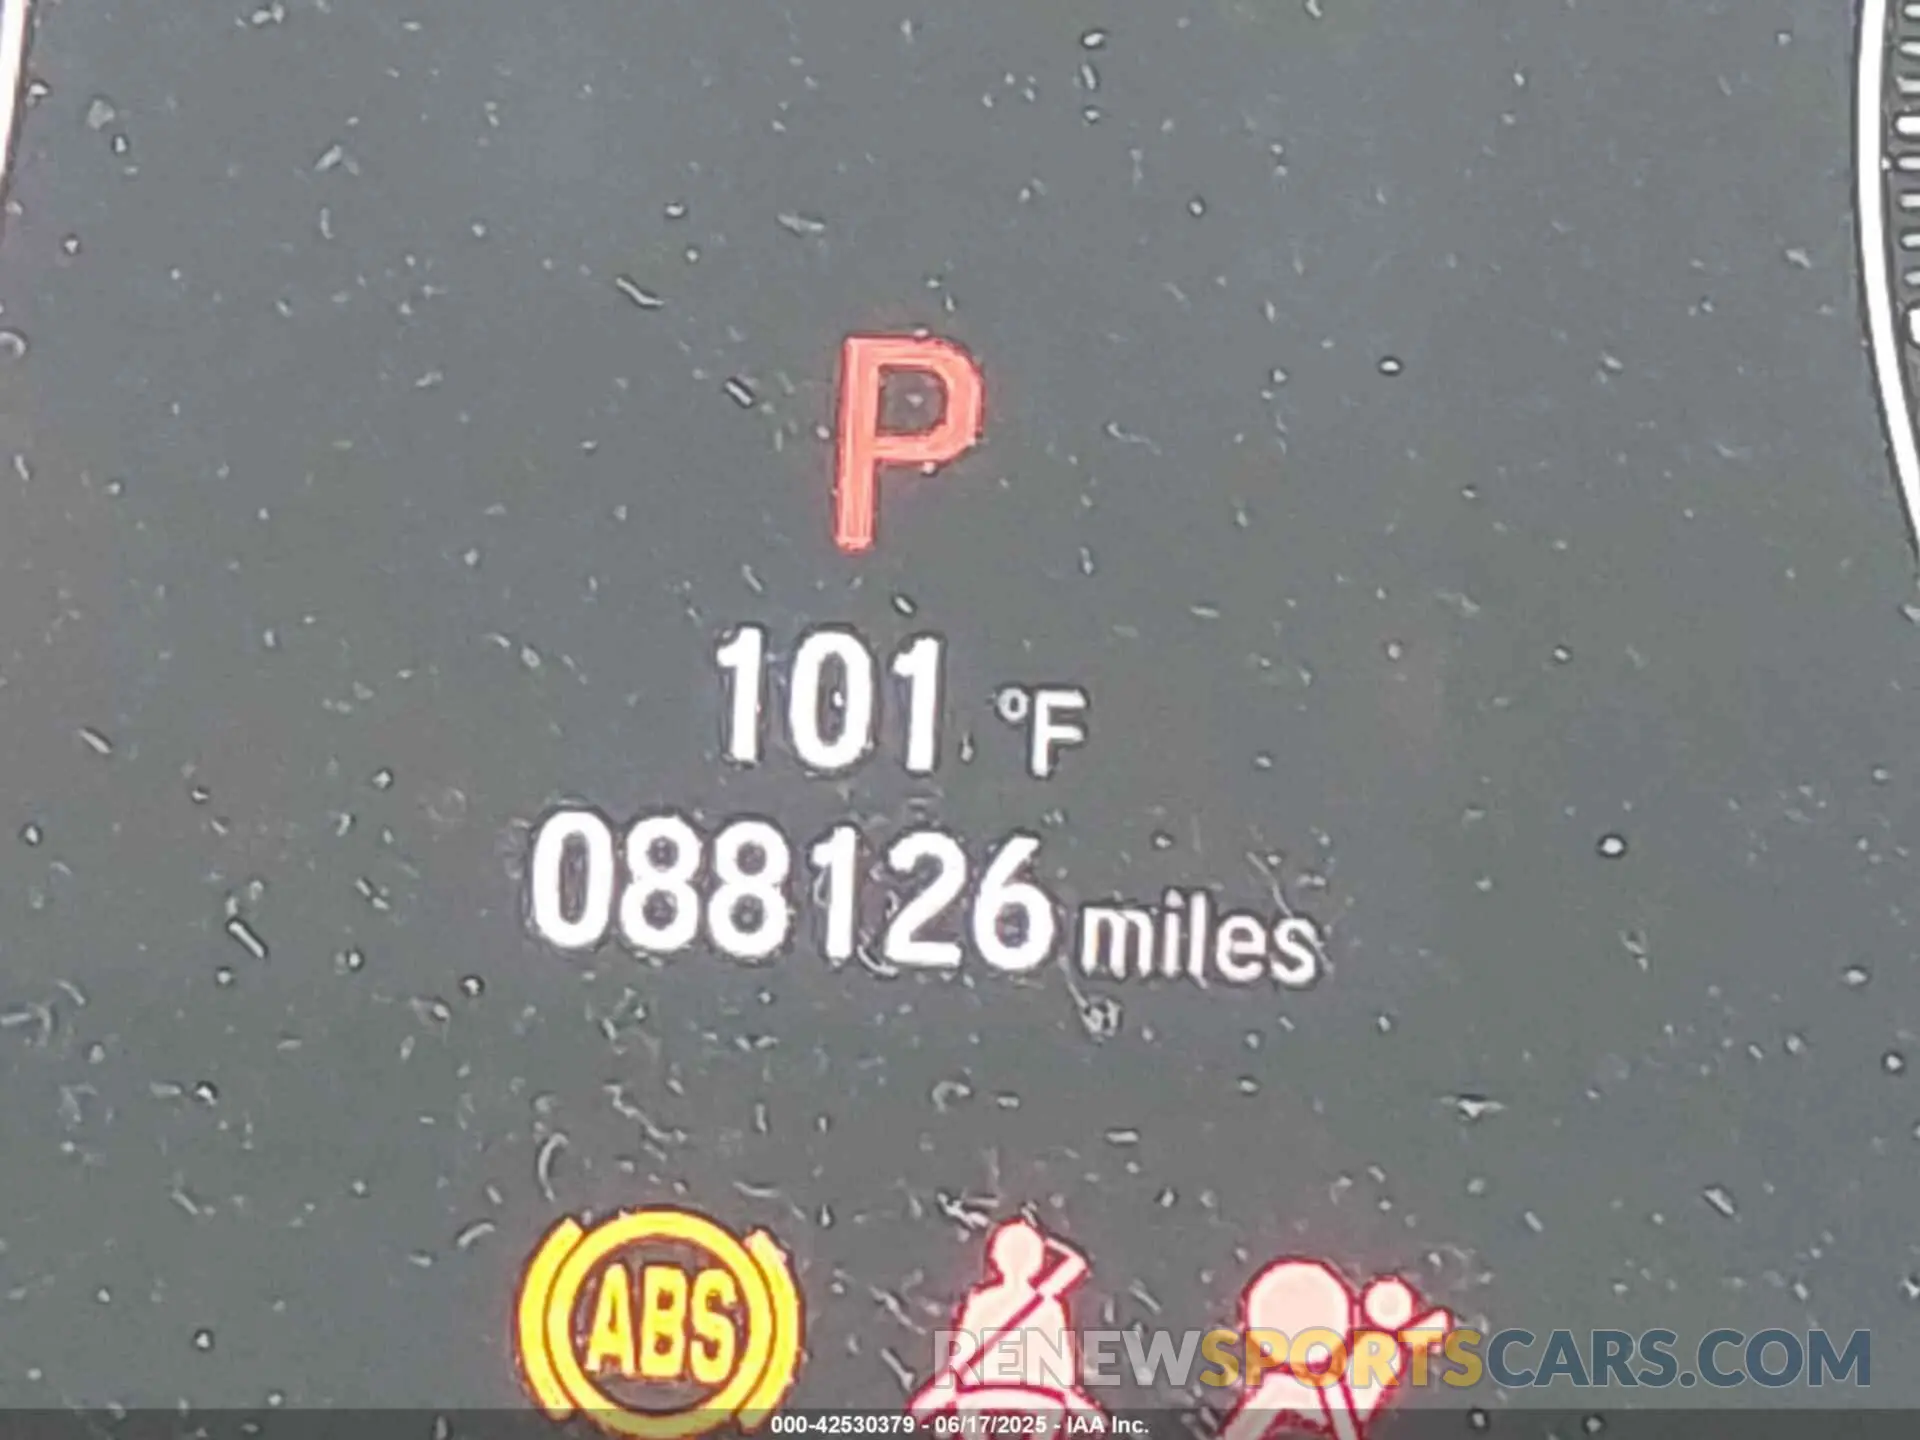 P
101 °F
088126 miles
ABS
RENEWSPORTSCARS.COM
000-42530379 - 06/17/2025 - IAA Inc.